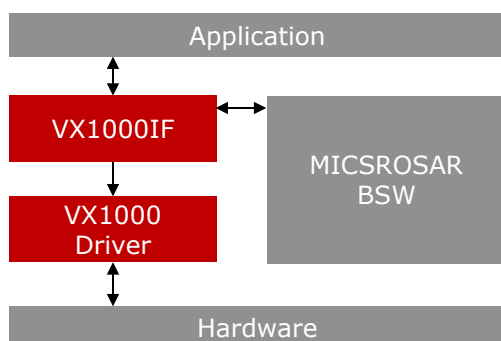 Application
VX1000IF
MICSROSAR
BSW
VX1000
Driver
Hardware